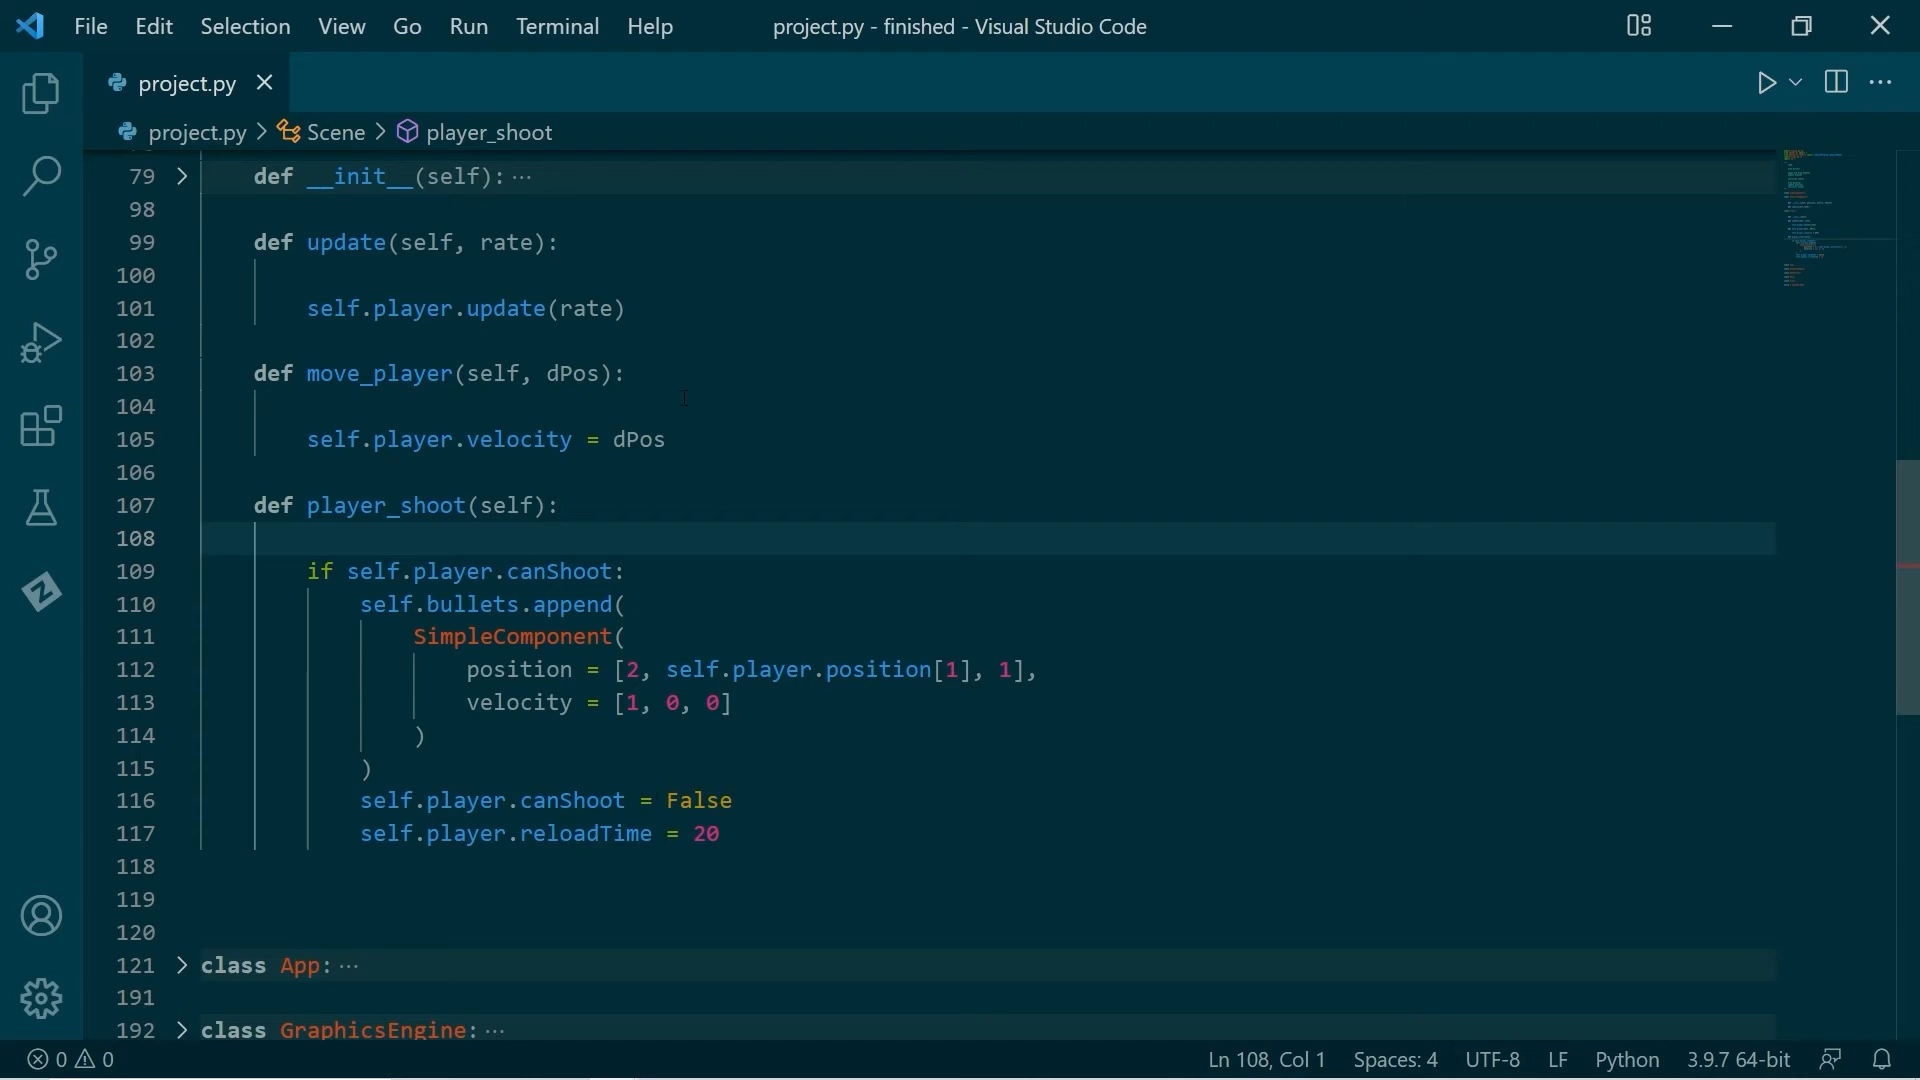 File Edit Selection View Go Run Terminal Help project.py - finished - Visual Studio Code
project.py
project.py > Scene > player_shoot
79 def __init__(self):···
98
99 def update(self, rate):
100
101 self.player.update(rate)
102
103 def move_player(self, dPos):
104
105 self.player.velocity = dPos
106
107 def player_shoot(self):
108
109 if self.player.canShoot:
110 self.bullets.append(
111 SimpleComponent(
112 position = [2, self.player.position[1], 1],
113 velocity = [1, 0, 0]
114 )
115 )
116 self.player.canShoot = False
117 self.player.reloadTime = 20
118
119
120
121 class App:···
191
192 class GraphicsEngine:···
0 0 Ln 108, Col 1 Spaces: 4 UTF-8 LF Python 3.9.7 64-bit